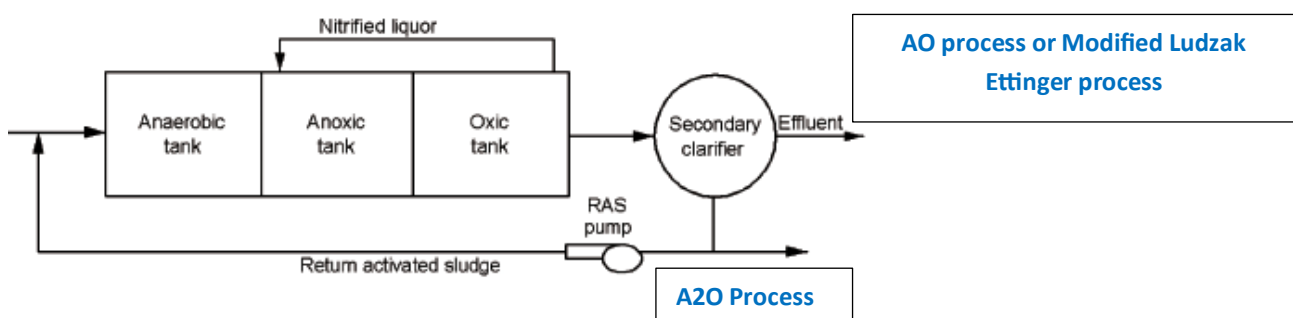 Nitrified liquor
AO process or Modified Ludzak
Ettinger process
Anaerobic
tank
Anoxic
tank
Oxic
tank
Secondary
clarifier
Effluent
RAS
pump
Return activated sludge
A2O Process